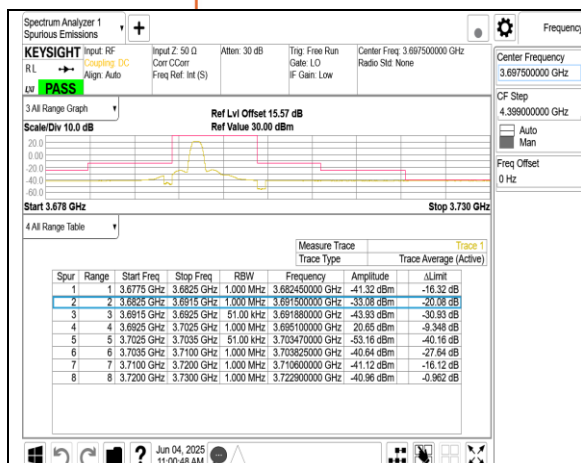 Spectrum Analyzer 1
Spurious Emissions
Frequency
KEYSIGHT Input: RF Input Z: 50 Ω Atten: 30 dB Trig: Free Run Center Freq: 3.697500000 GHz
RL Coupling: DC Corr CCorr Gate: LO Radio Std: None
Align: Auto Freq Ref: Int (S) IF Gain: Low
LXI PASS
Center Frequency
3.697500000 GHz
CF Step
4.399000000 GHz
Auto
Man
Freq Offset
0 Hz
3 All Range Graph
Ref Lvl Offset 15.57 dB
Scale/Div 10.0 dB Ref Value 30.00 dBm
20.0
0.00
-20.0
-40.0
-60.0
Start 3.678 GHz Stop 3.730 GHz
4 All Range Table
Measure Trace Trace 1
Trace Type Trace Average (Active)
Spur Range Start Freq Stop Freq RBW Frequency Amplitude ΔLimit
1 1 3.6775 GHz 3.6825 GHz 1.000 MHz 3.682450000 GHz -41.32 dBm -16.32 dB
2 2 3.6825 GHz 3.6915 GHz 1.000 MHz 3.691500000 GHz -33.08 dBm -20.08 dB
3 3 3.6915 GHz 3.6925 GHz 51.00 kHz 3.691880000 GHz -43.93 dBm -30.93 dB
4 4 3.6925 GHz 3.7025 GHz 1.000 MHz 3.695100000 GHz 20.65 dBm -9.348 dB
5 5 3.7025 GHz 3.7035 GHz 51.00 kHz 3.703470000 GHz -53.16 dBm -40.16 dB
6 6 3.7035 GHz 3.7100 GHz 1.000 MHz 3.703825000 GHz -40.64 dBm -27.64 dB
7 7 3.7100 GHz 3.7200 GHz 1.000 MHz 3.710600000 GHz -41.12 dBm -16.12 dB
8 8 3.7200 GHz 3.7300 GHz 1.000 MHz 3.722900000 GHz -40.96 dBm -0.962 dB
? Jun 04, 2025
11:00:48 AM